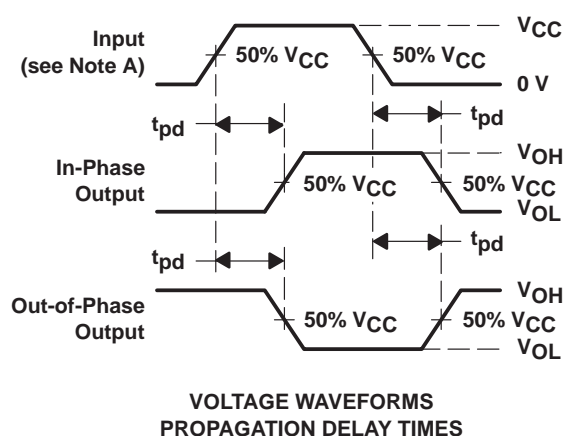 Input
(see Note A)
50% VCC
50% VCC
VCC
0 V
tpd
tpd
In-Phase
Output
50% VCC
VOH
50%
VCC
VOL
tpd
tpd
Out-of-Phase
Output
50% VCC
VOH
50% VCC
VOL
VOLTAGE WAVEFORMS
PROPAGATION DELAY TIMES